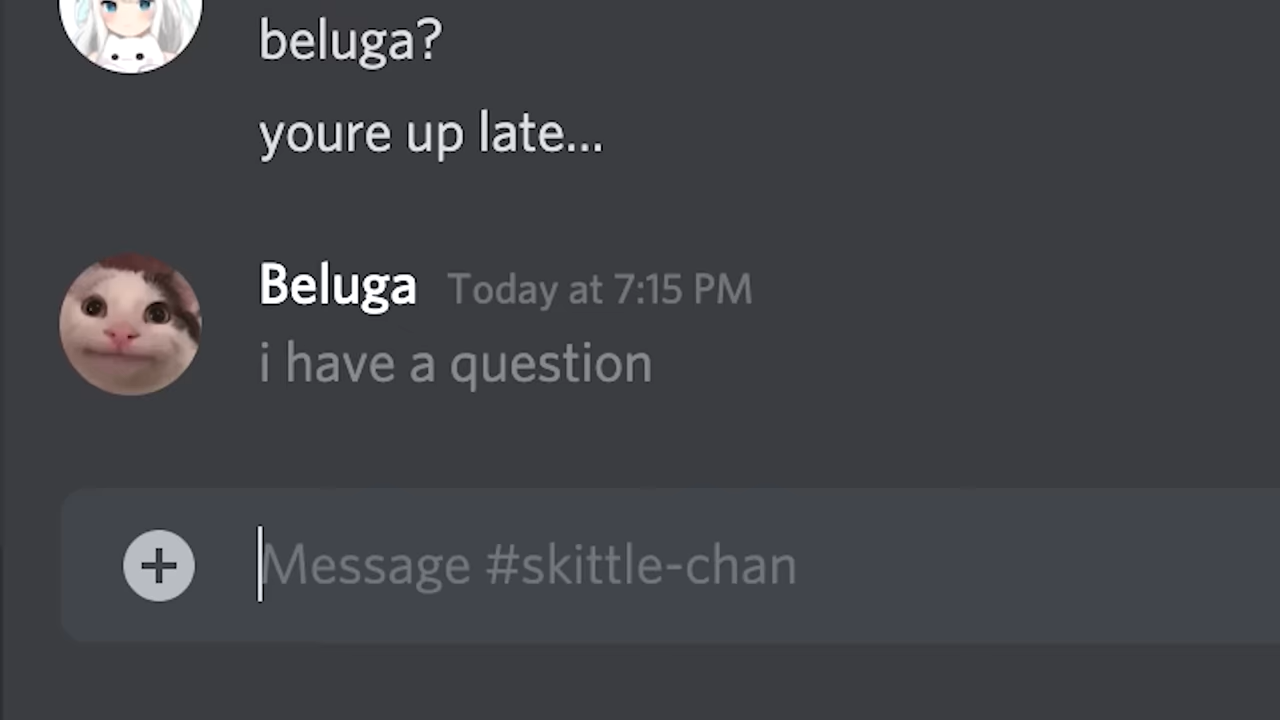 beluga?
youre up late...
Beluga Today at 7:15 PM
i have a question
Message #skittle-chan